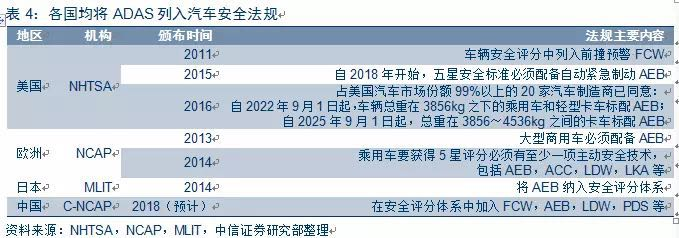 表 4：各国均将 ADAS 列入汽车安全法规
地区 机构 颁布时间 法规主要内容
美国 NHTSA 2011 车辆安全评分中列入前撞预警 FCW
2015 自 2018 年开始，五星安全标准必须配备自动紧急制动 AEB
2016 占美国汽车市场份额 99%以上的 20 家汽车制造商已同意：
自 2022 年 9 月 1 日起，车辆总重在 3856kg 之下的乘用车和轻型卡车标配 AEB；
自 2025 年 9 月 1 日起，总重在 3856～4536kg 之间的卡车标配 AEB
欧洲 NCAP 2013 大型商用车必须配备 AEB
2014 乘用车要获得 5 星评分必须有至少一项主动安全技术，
包括 AEB，ACC，LDW，LKA 等
日本 MLIT 2014 将 AEB 纳入安全评分体系
中国 C-NCAP 2018（预计） 在安全评分体系中加入 FCW，AEB，LDW，PDS 等
资料来源：NHTSA，NCAP，MLIT，中信证券研究部整理